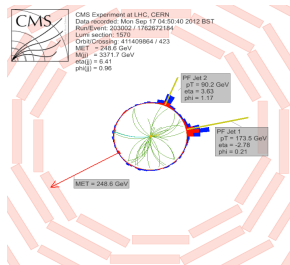 CMS
CMS Experiment at LHC, CERN
Data recorded: Mon Sep 17 04:50:40 2012 BST
Run/Event: 203002 / 1762672184
Lumi section: 1570
Orbit/Crossing: 411409864 / 423
MET = 248.6 GeV
M(jj) = 3371.7 GeV
eta(jj) = 6.41
phi(jj) = 0.96
PF Jet 2
pT = 90.2 GeV
eta = 3.63
phi = 1.17
PF Jet 1
pT = 173.5 GeV
eta = -2.78
phi = 0.21
MET = 248.6 GeV